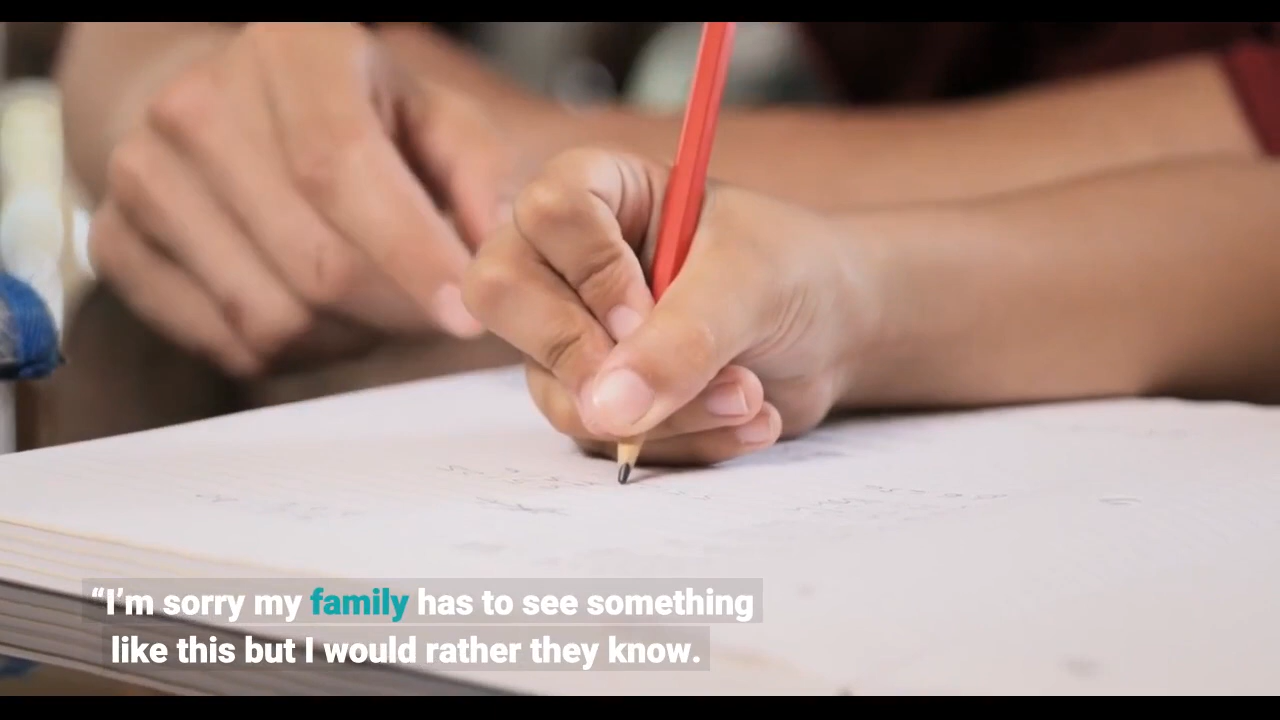 “I’m sorry my family has to see something
like this but I would rather they know.